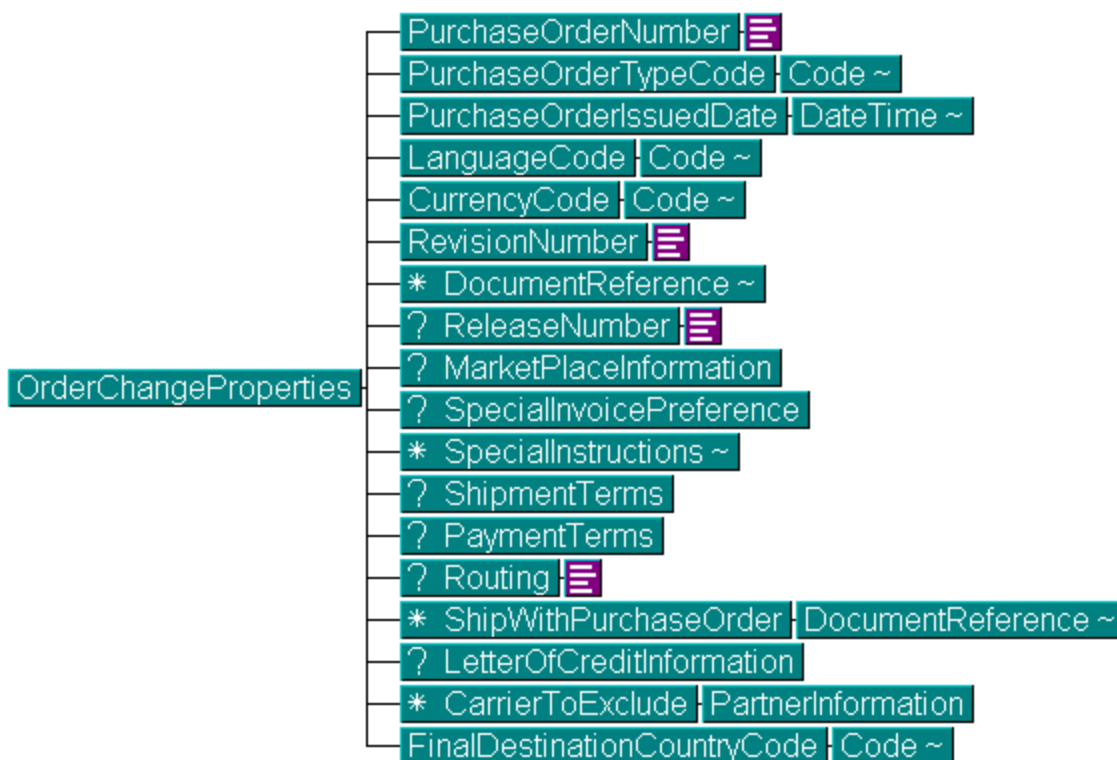 PurchaseOrderNumber
PurchaseOrderTypeCode Code ~
PurchaseOrderIssuedDate DateTime ~
LanguageCode Code ~
CurrencyCode Code ~
RevisionNumber
* DocumentReference ~
? ReleaseNumber
? MarketPlaceInformation
OrderChangeProperties
? SpecialInvoicePreference
* SpecialInstructions ~
? ShipmentTerms
? PaymentTerms
? Routing
* ShipWithPurchaseOrder DocumentReference ~
? LetterOfCreditInformation
* CarrierToExclude PartnerInformation
FinalDestinationCountryCode Code ~